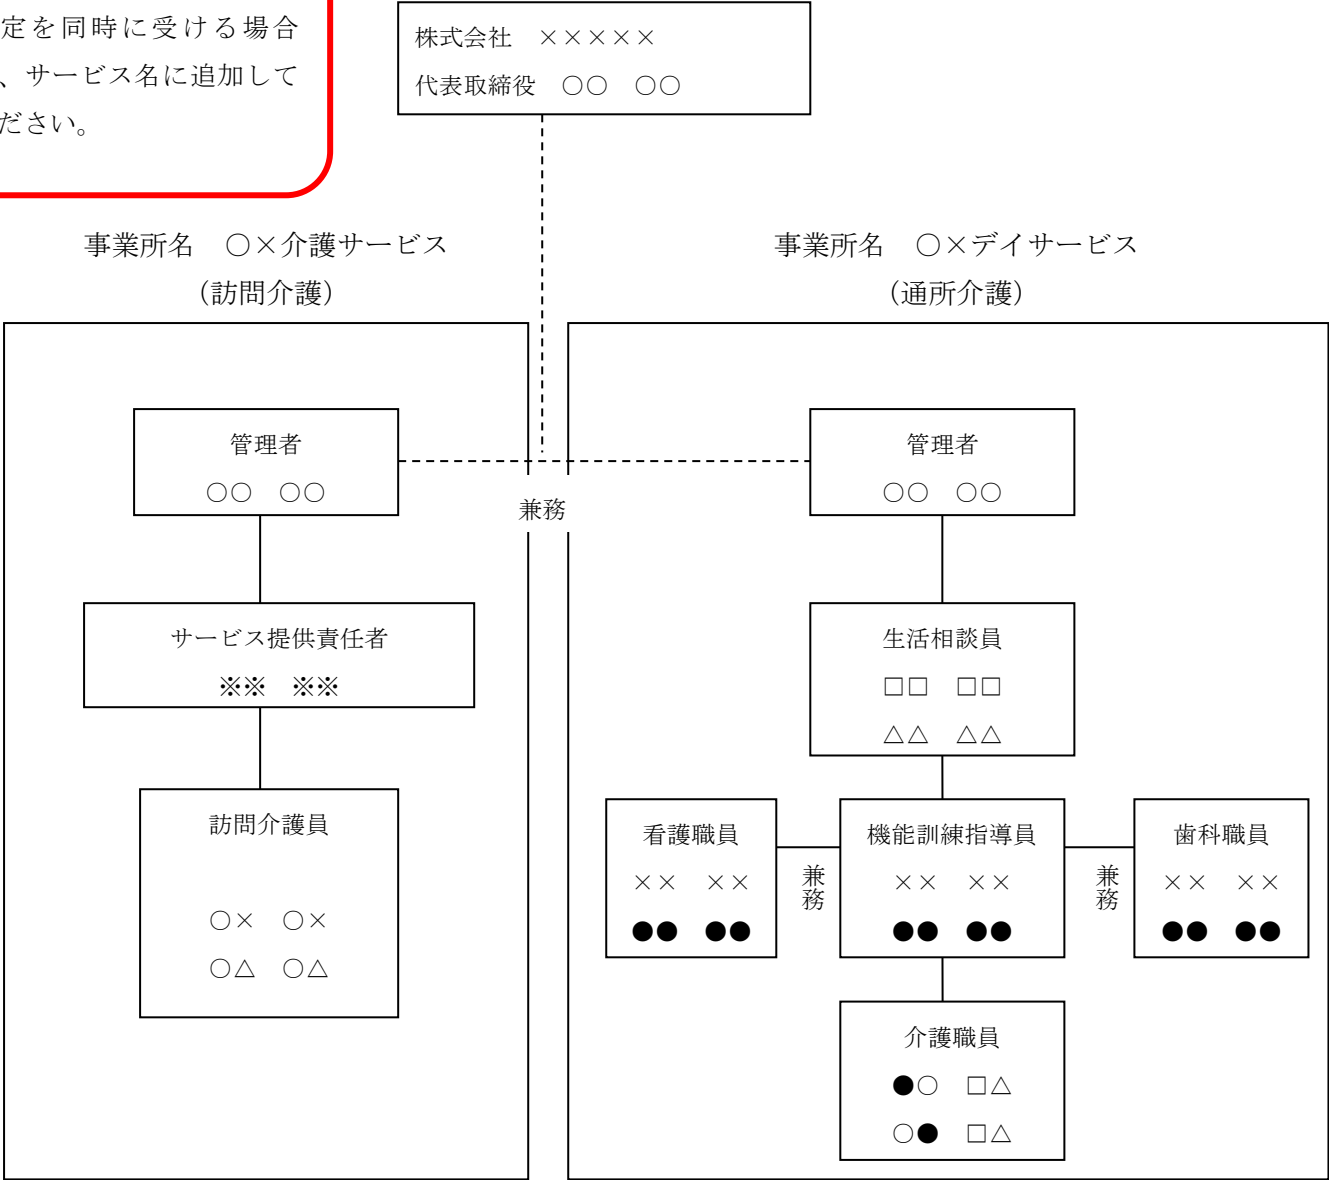 定を同時に受ける場合
、サービス名に追加して
ださい。
株式会社　×××××
代表取締役　○○　○○
事業所名　○×介護サービス
（訪問介護）
管理者
○○　○○
サービス提供責任者
※※　※※
訪問介護員
○×　○×
○△　○△
兼務
事業所名　○×デイサービス
（通所介護）
管理者
○○　○○
生活相談員
□□　□□
△△　△△
看護職員
××　××
●●　●●
兼務
機能訓練指導員
××　××
●●　●●
兼務
歯科職員
××　××
●●　●●
介護職員
●○　□△
○●　□△